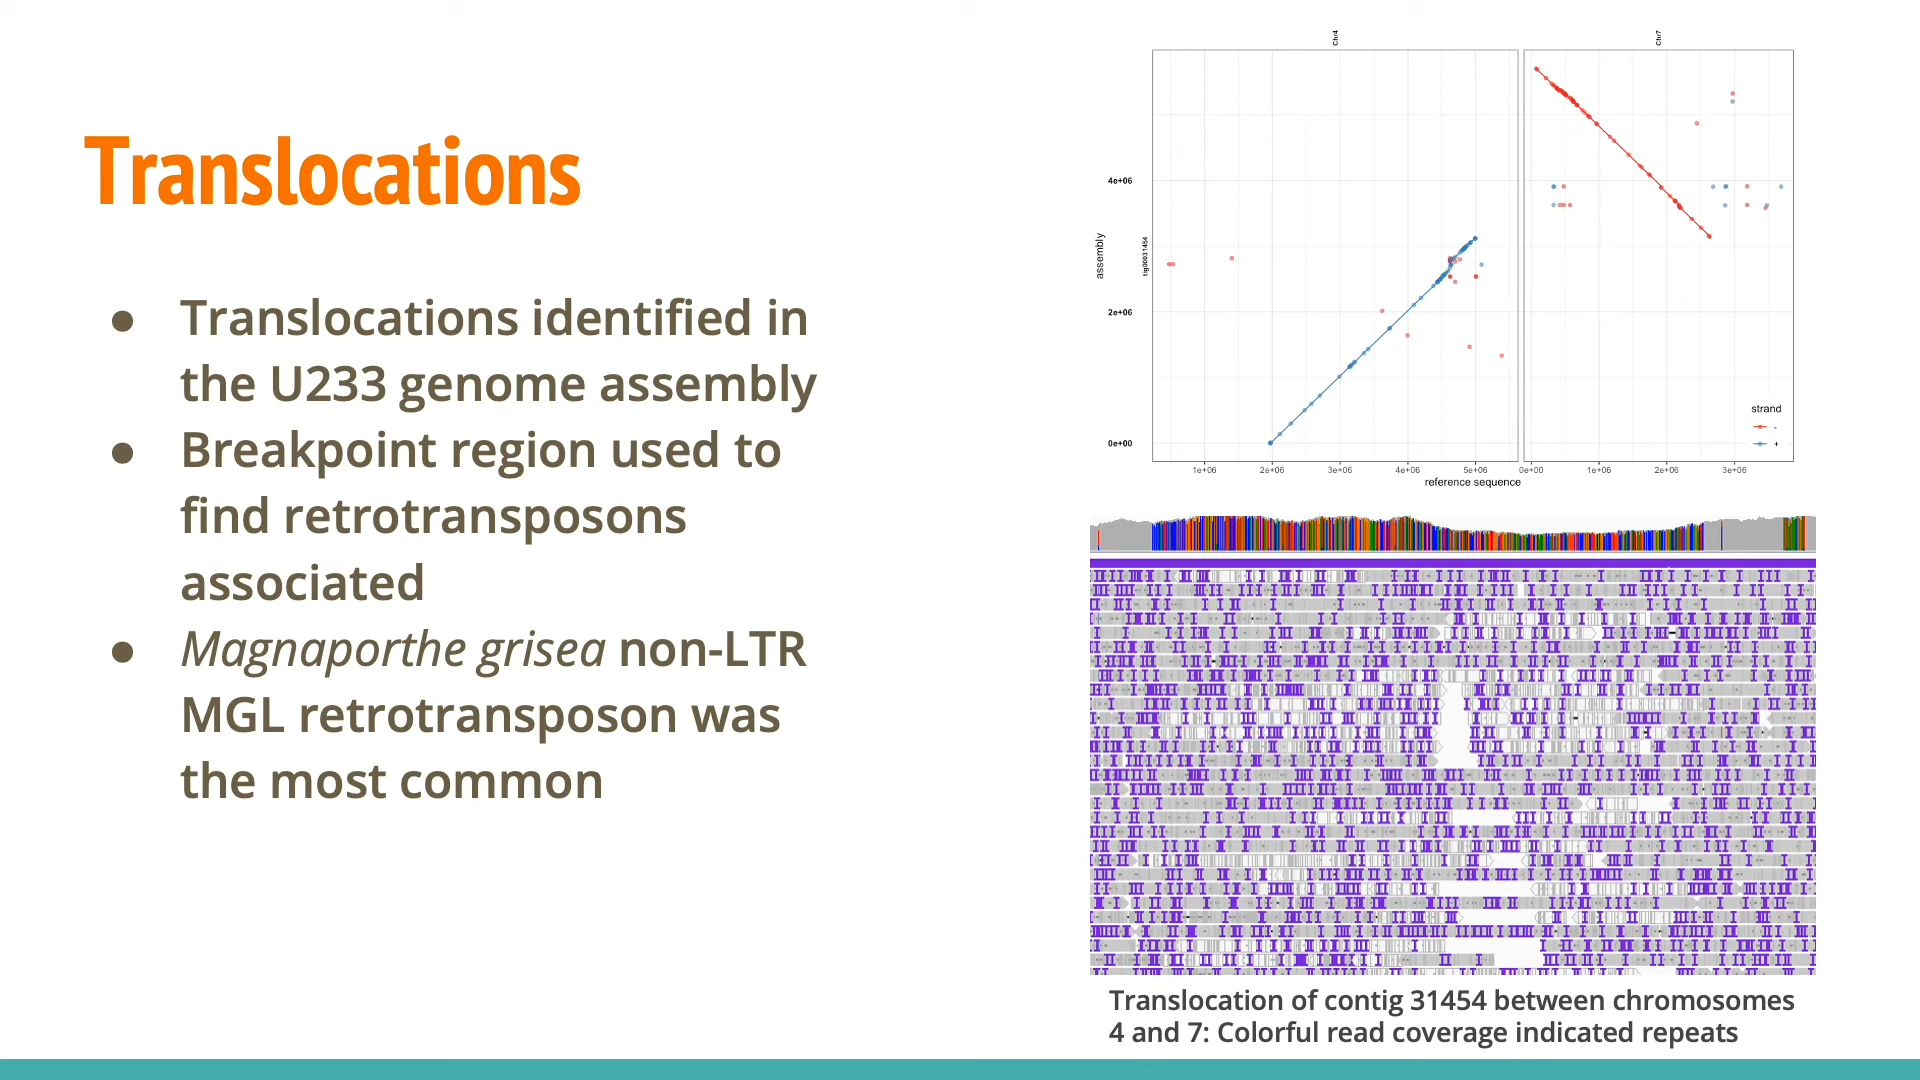 Translocations
● Translocations identified in
the U233 genome assembly
● Breakpoint region used to
find retrotransposons
associated
● Magnaporthe grisea non-LTR
MGL retrotransposon was
the most common
Chr4
Chr7
assembly
tig00031454
4e+06
2e+06
0e+00
1e+06 2e+06 3e+06 4e+06 5e+06 0e+00 1e+06 2e+06 3e+06
reference sequence
strand
-
+
Translocation of contig 31454 between chromosomes
4 and 7: Colorful read coverage indicated repeats